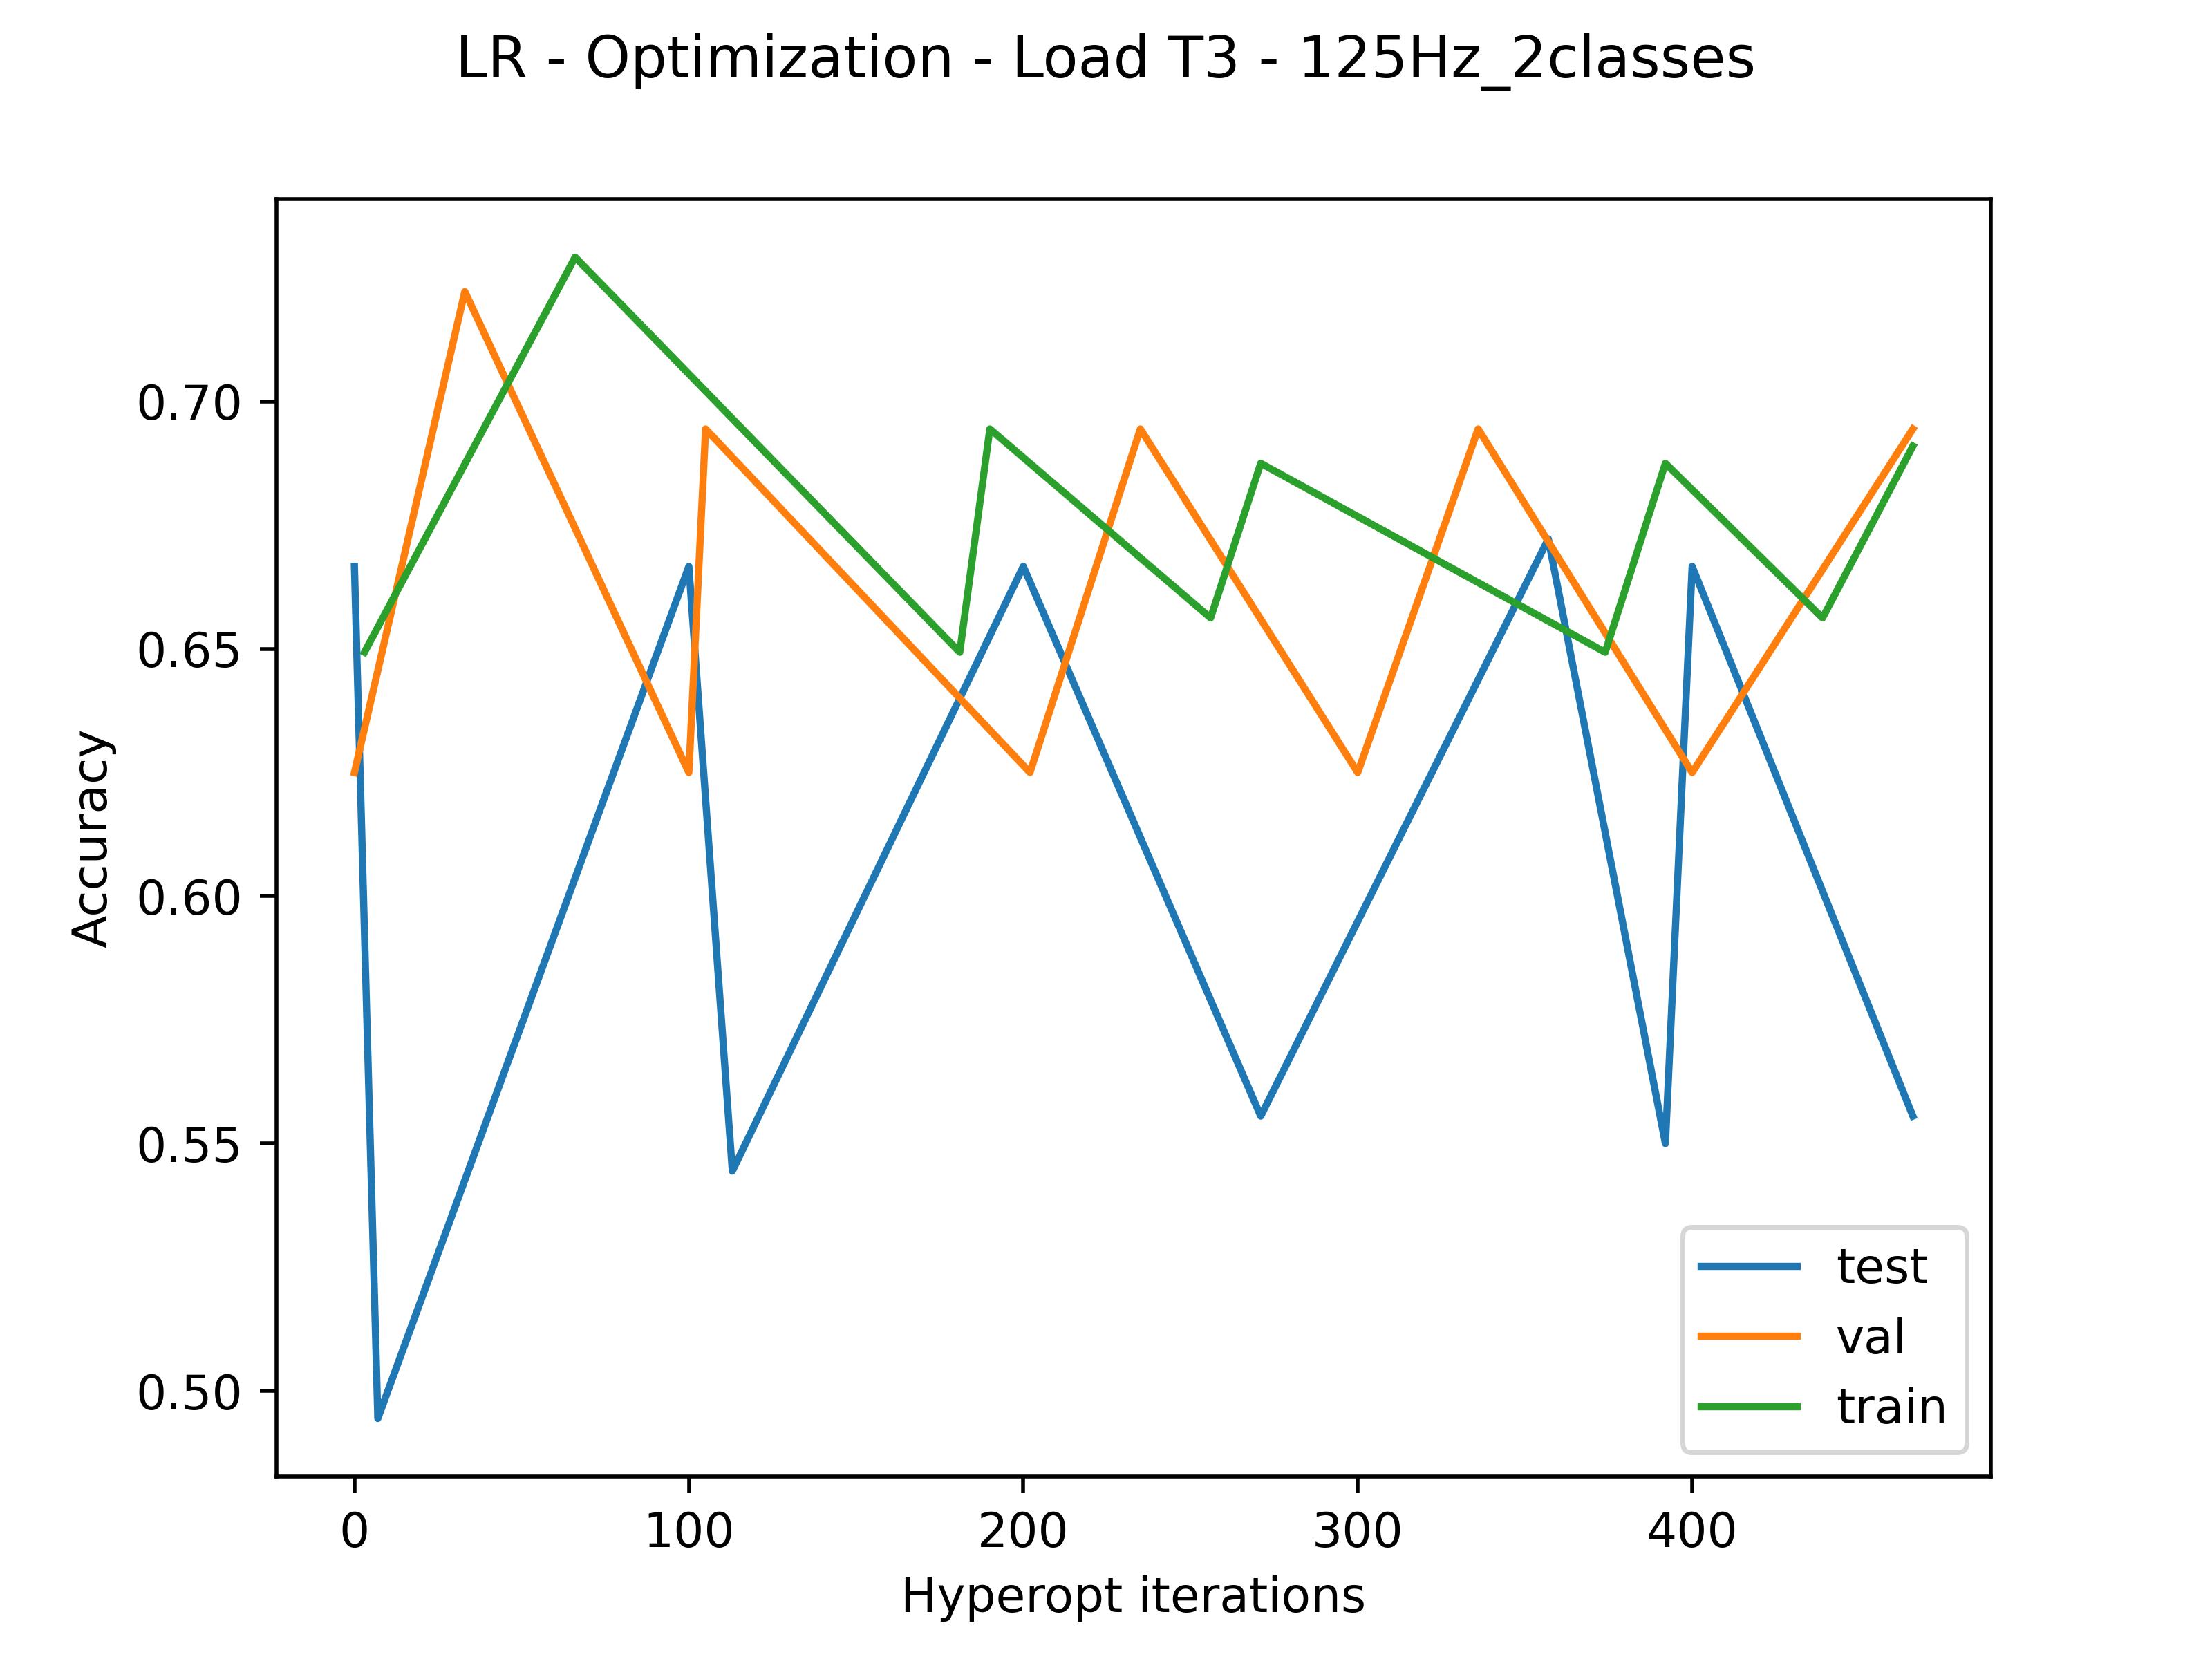 LR - Optimization - Load T3 - 125Hz_2classes
0.70
0.65
0.60
0.55
0.50
Accuracy
test
val
train
0 100 200 300 400
Hyperopt iterations